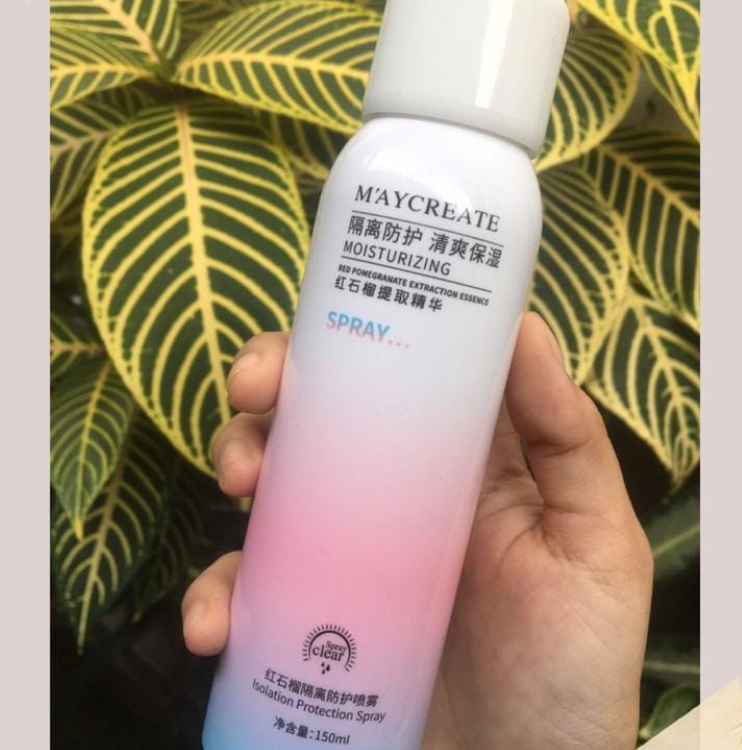 M'AYCREATE
隔离防护 清爽保湿
MOISTURIZING
RED POMEGRANATE EXTRACTION ESSENCE
红石榴提取精华
SPRAY...
Spray
clear
红石榴隔离防护喷雾
Isolation Protection Spray
净含量:150ml